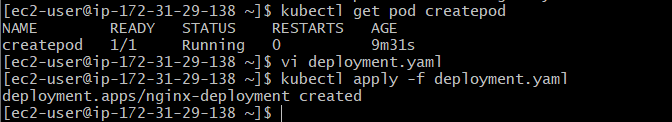 [ec2-user@ip-172-31-29-138 ~]$ kubectl get pod createpod
NAME        READY   STATUS    RESTARTS   AGE
createpod   1/1     Running   0          9m31s
[ec2-user@ip-172-31-29-138 ~]$ vi deployment.yaml
[ec2-user@ip-172-31-29-138 ~]$ kubectl apply -f deployment.yaml
deployment.apps/nginx-deployment created
[ec2-user@ip-172-31-29-138 ~]$